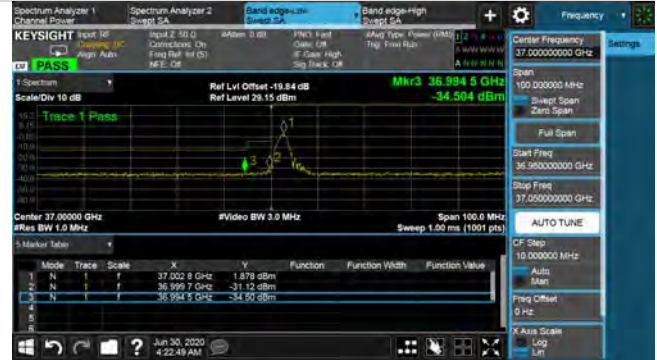 Spectrum Analyzer 1
Channel Power
Spectrum Analyzer 2
Swept SA
Band edge-Low
Swept SA
Band edge-High
Swept SA
Frequency
KEYSIGHT
Input: RF
Coupling: DC
Align: Auto
Input Z: 50 Ω
Corrections: On
Freq Ref: Int (S)
NFE: Off
PNO: Fast
Gate: Off
IF Gain: High
Sig Track: Off
Trig: Free Run
LXI
PASS
1 Spectrum
Scale/Div 10 dB
Ref Lvl Offset -19.84 dB
Ref Level 29.15 dBm
Mkr3 36.994 5 GHz
-34.504 dBm
Trace 1 Pass
1
2
3
Center 37.00000 GHz
#Res BW 1.0 MHz
#Video BW 3.0 MHz
Span 100.0 MHz
Sweep 1.00 ms (1001 pts)
5 Marker Table
Mode Trace Scale X Y Function Function Width Function Value
1 N 1 f 37.002 8 GHz 1.878 dBm
2 N 1 f 36.999 7 GHz -31.12 dBm
3 N 1 f 36.994 5 GHz -34.50 dBm
4
5
6
Jun 30, 2020
4:22:49 AM
Center Frequency
37.000000000 GHz
Settings
Span
100.000000 MHz
Swept Span
Zero Span
Full Span
Start Freq
36.950000000 GHz
Stop Freq
37.050000000 GHz
AUTO TUNE
CF Step
10.000000 MHz
Auto
Man
Freq Offset
0 Hz
X Axis Scale
Log
Lin